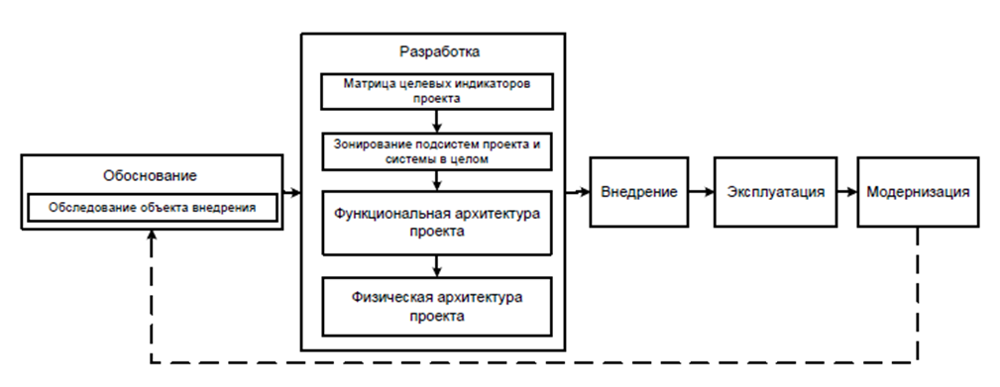 Обоснование
Обследование объекта внедрения
Разработка
Матрица целевых индикаторов
проекта
Зонирование подсистем проекта и
системы в целом
Функциональная архитектура
проекта
Физическая архитектура
проекта
Внедрение
Эксплуатация
Модернизация